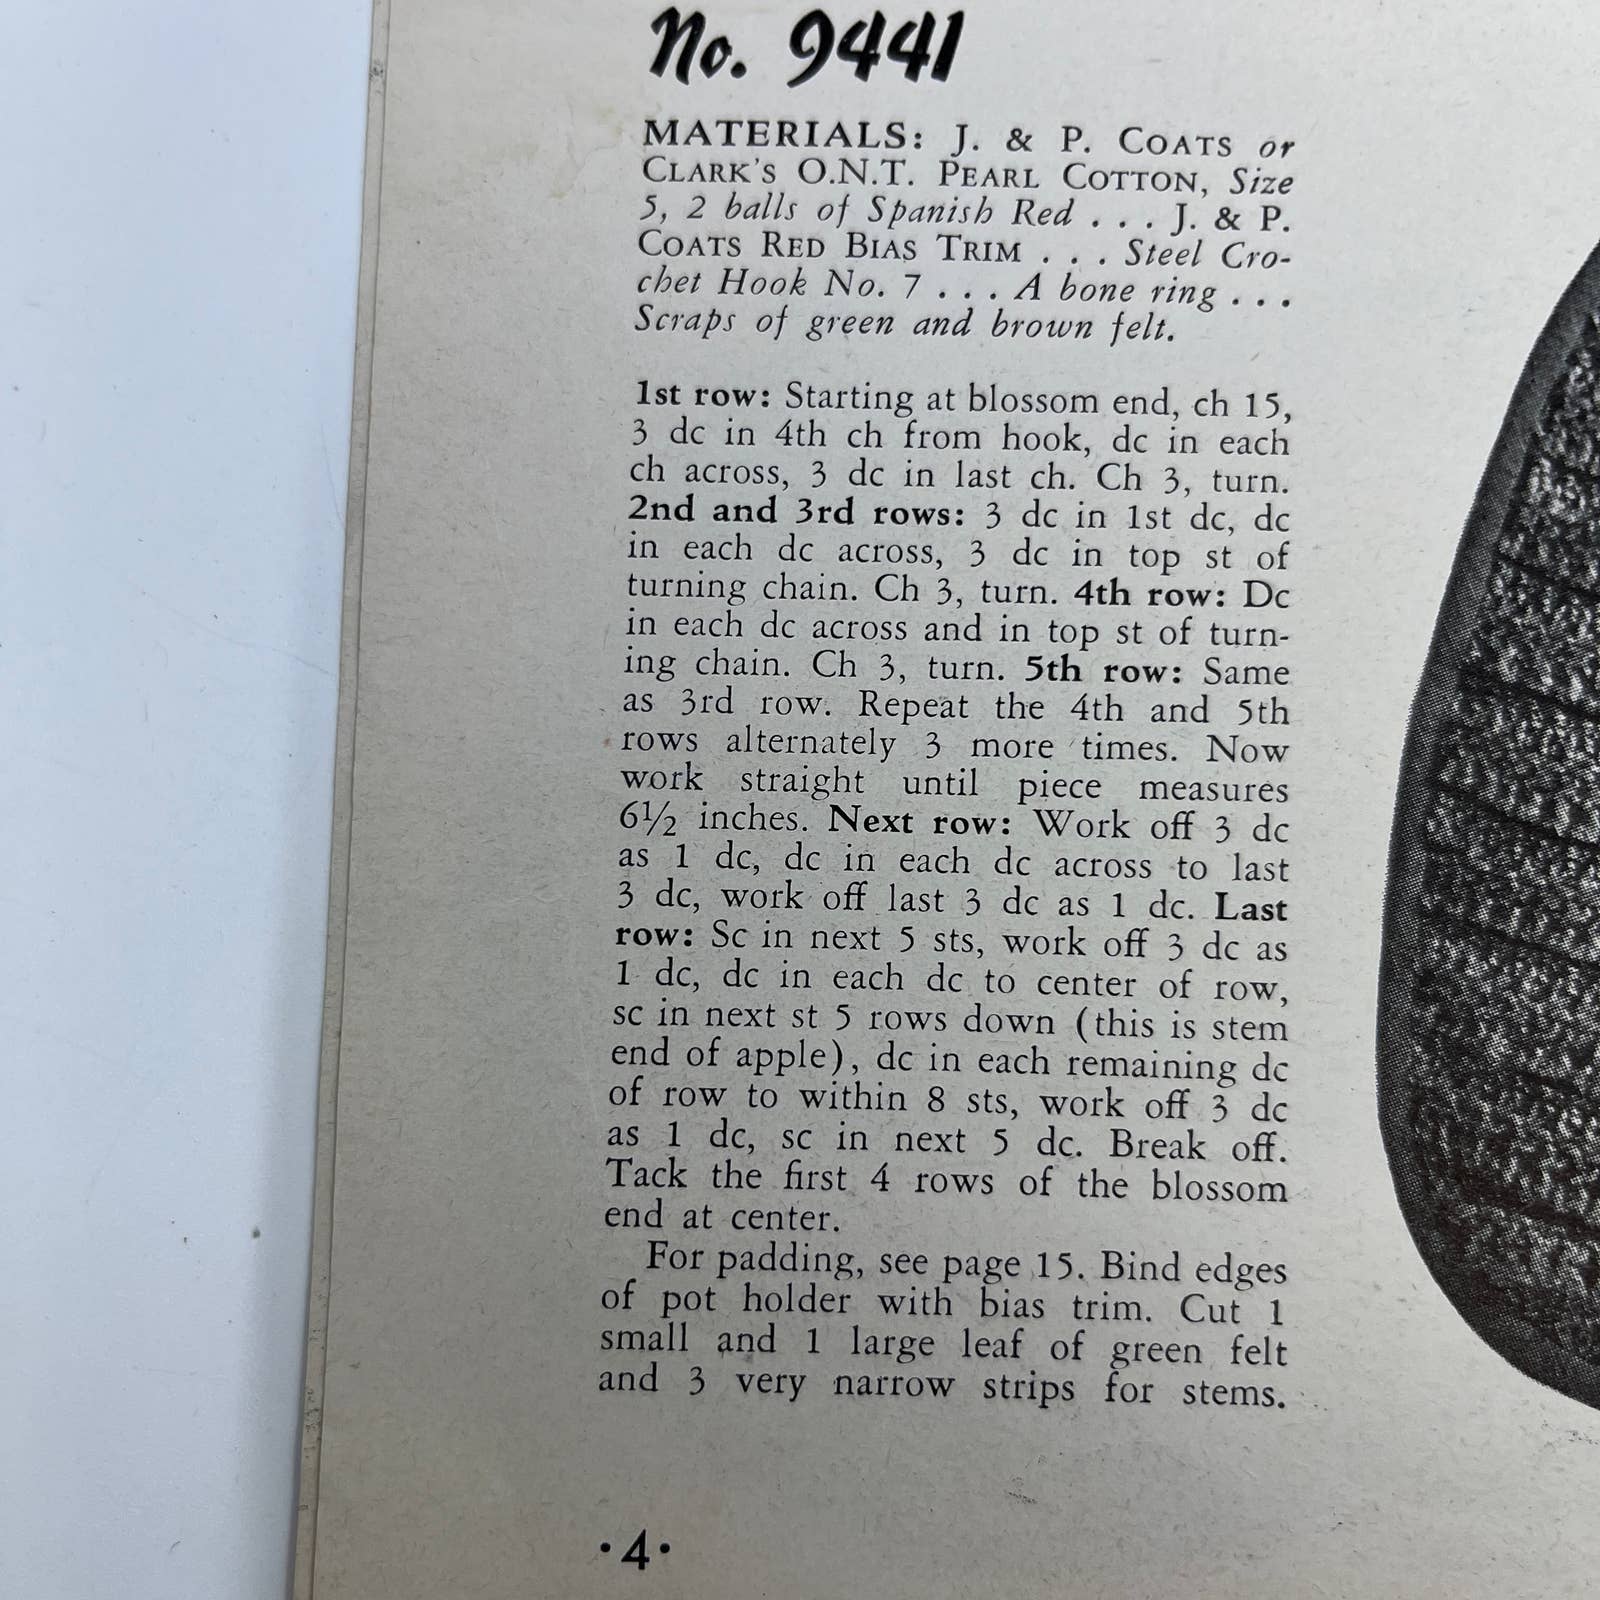 No. 9441
MATERIALS: J. & P. COATS or
CLARK'S O.N.T. PEARL COTTON, Size
5, 2 balls of Spanish Red . . . J. & P.
COATS RED BIAS TRIM . . . Steel Cro-
chet Hook No. 7 . . . A bone ring . . .
Scraps of green and brown felt.
1st row: Starting at blossom end, ch 15,
3 dc in 4th ch from hook, dc in each
ch across, 3 dc in last ch. Ch 3, turn.
2nd and 3rd rows: 3 dc in 1st dc, dc
in each dc across, 3 dc in top st of
turning chain. Ch 3, turn. 4th row: Dc
in each dc across and in top st of turn-
ing chain. Ch 3, turn. 5th row: Same
as 3rd row. Repeat the 4th and 5th
rows alternately 3 more times. Now
work straight until piece measures
6½ inches. Next row: Work off 3 dc
as 1 dc, dc in each dc across to last
3 dc, work off last 3 dc as 1 dc. Last
row: Sc in next 5 sts, work off 3 dc as
1 dc, dc in each dc to center of row,
sc in next st 5 rows down (this is stem
end of apple), dc in each remaining dc
of row to within 8 sts, work off 3 dc
as 1 dc, sc in next 5 dc. Break off.
Tack the first 4 rows of the blossom
end at center.
For padding, see page 15. Bind edges
of pot holder with bias trim. Cut 1
small and 1 large leaf of green felt
and 3 very narrow strips for stems.
·4·